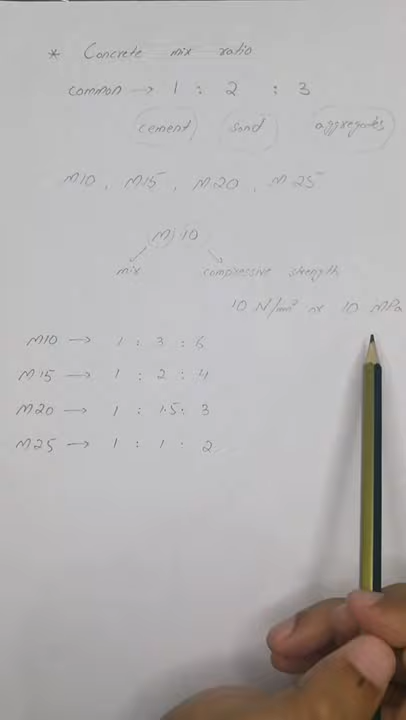 * Concrete mix ratio
common → 1 : 2 : 3
cement sand aggregates
M10, M15, M20, M25
M 10
mix compressive strength
10 N/mm² or 10 MPa
M10 → 1 : 3 : 6
M15 → 1 : 2 : 4
M20 → 1 : 1.5 : 3
M25 → 1 : 1 : 2